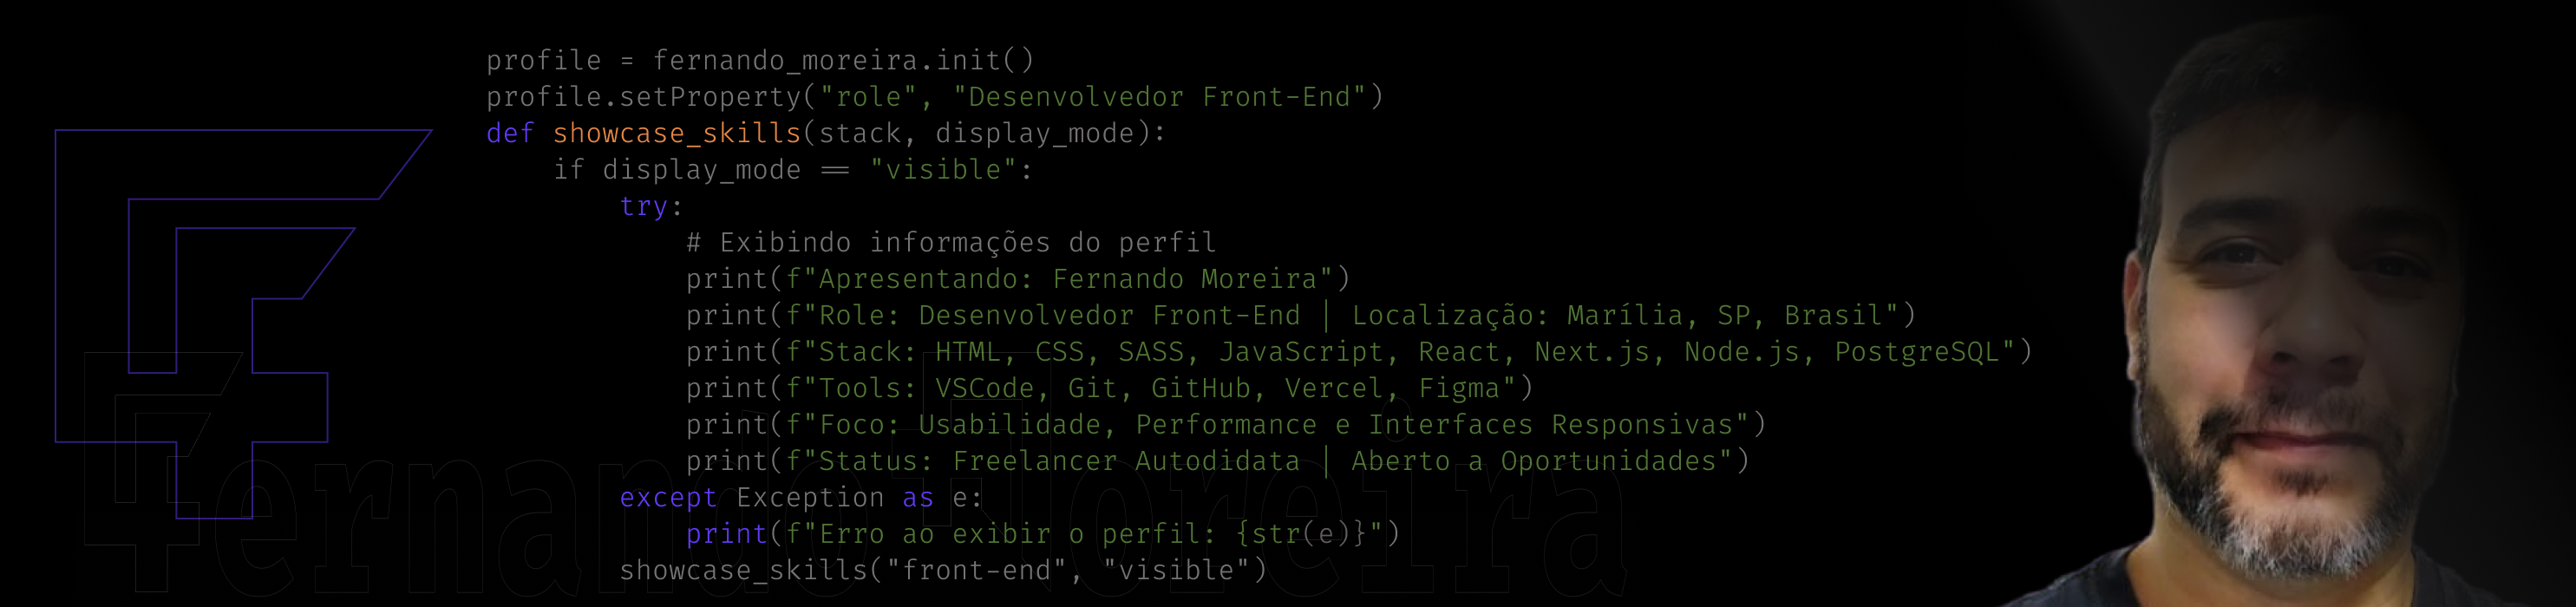 profile = fernando_moreira.init()
profile.setProperty("role", "Desenvolvedor Front-End")
def showcase_skills(stack, display_mode):
    if display_mode == "visible":
        try:
            # Exibindo informações do perfil
            print(f"Apresentando: Fernando Moreira")
            print(f"Role: Desenvolvedor Front-End | Localização: Marília, SP, Brasil")
            print(f"Stack: HTML, CSS, SASS, JavaScript, React, Next.js, Node.js, PostgreSQL")
            print(f"Tools: VSCode, Git, GitHub, Vercel, Figma")
            print(f"Foco: Usabilidade, Performance e Interfaces Responsivas")
            print(f"Status: Freelancer Autodidata | Aberto a Oportunidades")
        except Exception as e:
            print(f"Erro ao exibir o perfil: {str(e)}")
        showcase_skills("front-end", "visible")
Fernando Moreira